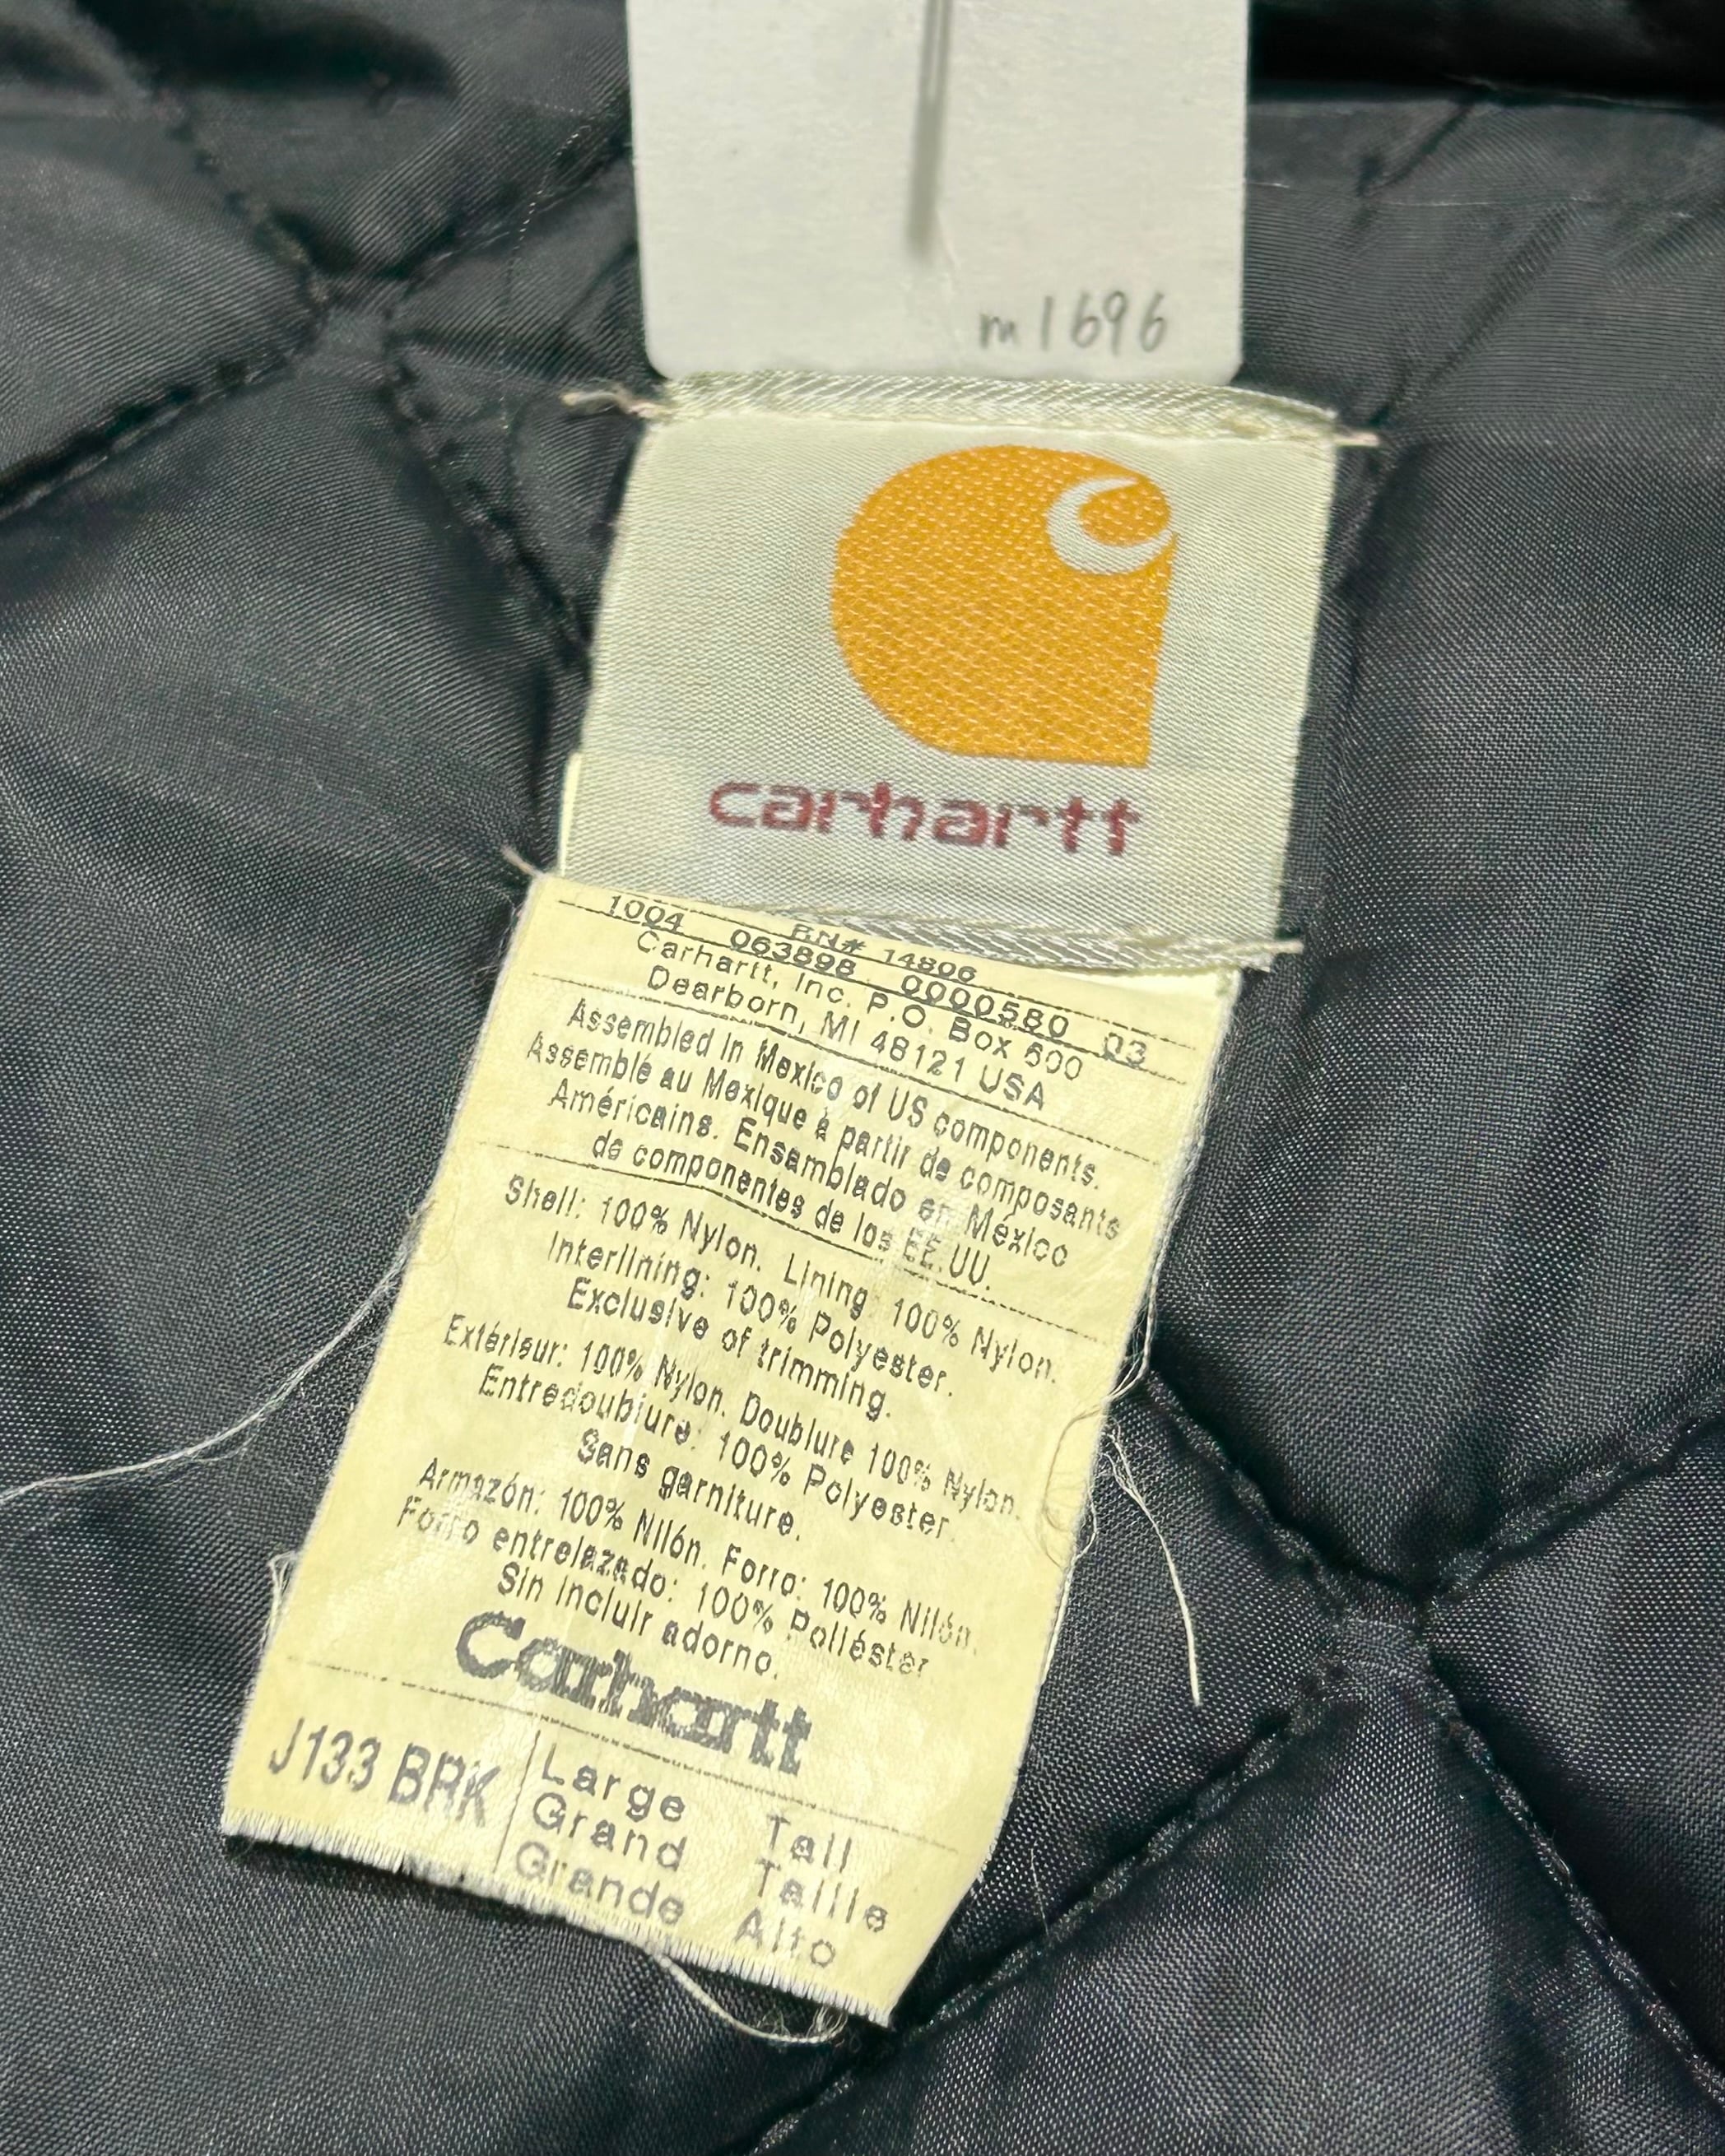 m1696
carhartt
RN# 14806
1004 063898 0000580 03
Carhartt, Inc. P.O. Box 600
Dearborn, MI 48121 USA
Assembled in Mexico of US components.
Assemblé au Mexique à partir de composants
Américains. Ensamblado en México
de componentes de los EE.UU.
Shell: 100% Nylon. Lining: 100% Nylon.
Interlining: 100% Polyester.
Exclusive of trimming.
Extérieur: 100% Nylon. Doublure 100% Nylon.
Entredoublure: 100% Polyester.
Sans garniture.
Armazón: 100% Nilón. Forro: 100% Nilón.
Forro entrelazado: 100% Poliéster
Sin incluir adorno.
Carhartt
J133 BRK
Large Tall
Grand Taille
Grande Alto